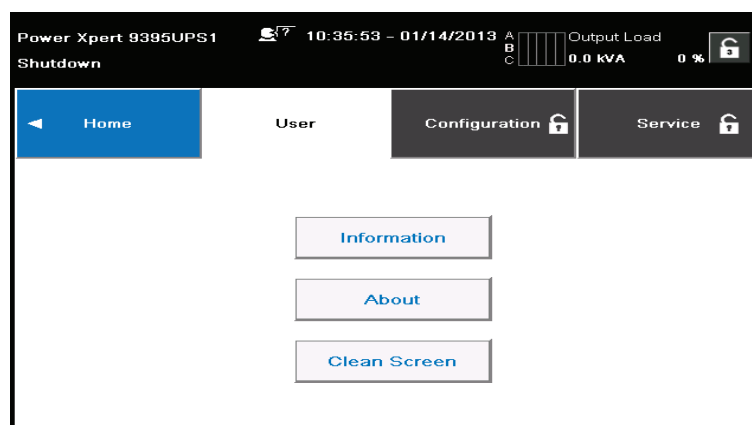 Power Xpert 9395UPS1
Shutdown
?
10:35:53 - 01/14/2013
A
B
C
Output Load
0.0 kVA 0 %
3
Home
User
Configuration
Service
Information
About
Clean Screen